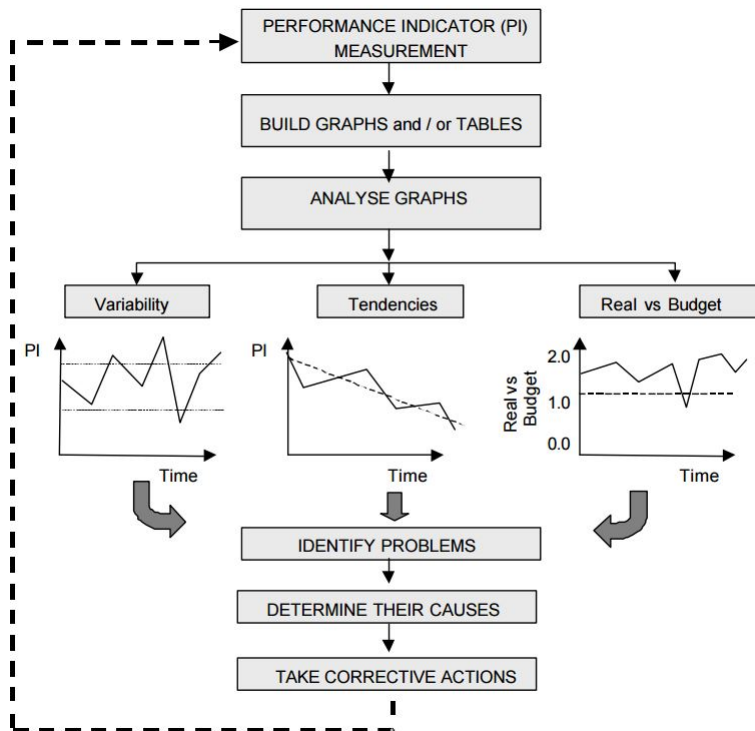 PERFORMANCE INDICATOR (PI)
MEASUREMENT
BUILD GRAPHS and / or TABLES
ANALYSE GRAPHS
Variability
Tendencies
Real vs Budget
PI
Time
PI
Time
Real vs
Budget
2.0
1.0
0.0
Time
IDENTIFY PROBLEMS
DETERMINE THEIR CAUSES
TAKE CORRECTIVE ACTIONS